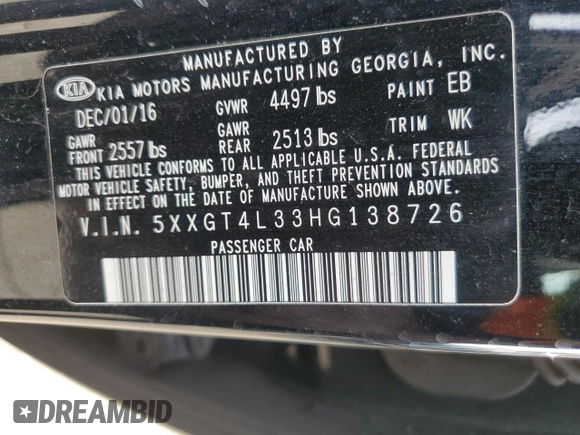 MANUFACTURED BY
KIA KIA MOTORS MANUFACTURING GEORGIA, INC.
DEC/01/16 GVWR 4497 lbs PAINT EB
GAWR FRONT 2557 lbs GAWR REAR 2513 lbs TRIM WK
THIS VEHICLE CONFORMS TO ALL APPLICABLE U.S.A. FEDERAL
MOTOR VEHICLE SAFETY, BUMPER, AND THEFT PREVENTION STANDARDS
IN EFFECT ON THE DATE OF MANUFACTURE SHOWN ABOVE.
V.I.N. 5XXGT4L33HG138726
PASSENGER CAR
DREAMBID